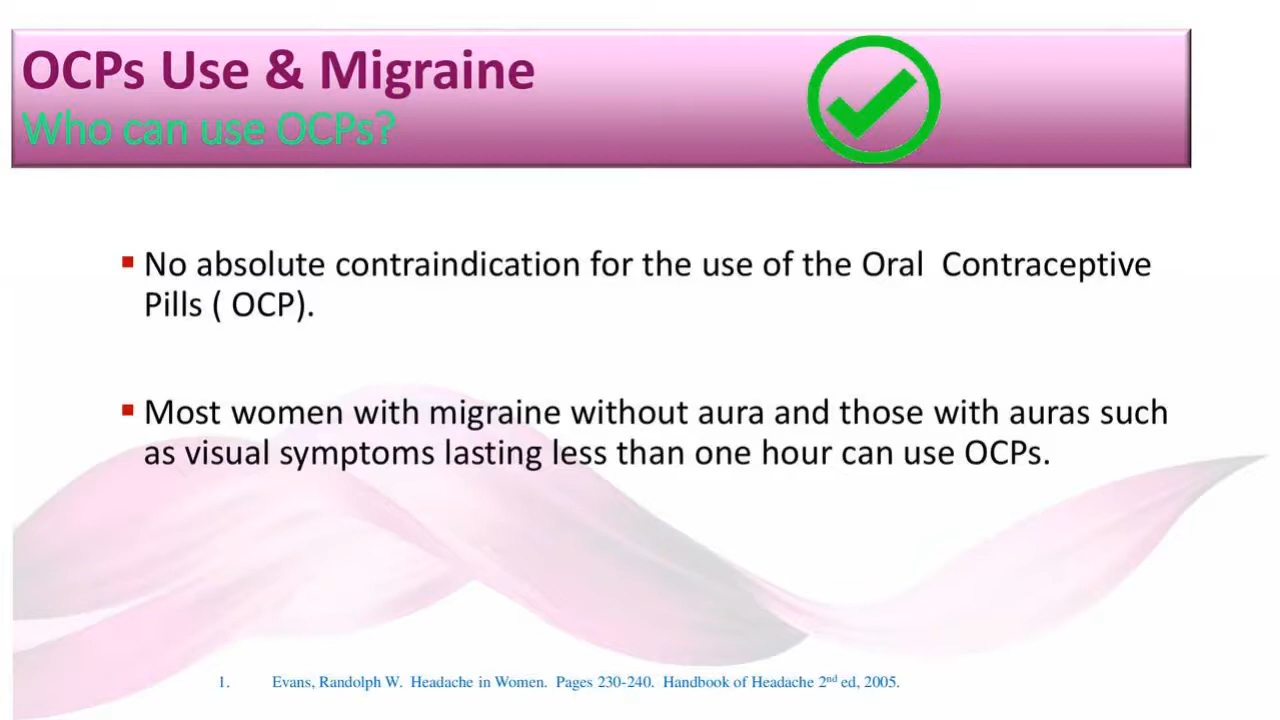 OCPs Use & Migraine
Who can use OCPs?
▪ No absolute contraindication for the use of the Oral Contraceptive
Pills ( OCP).
▪ Most women with migraine without aura and those with auras such
as visual symptoms lasting less than one hour can use OCPs.
1. Evans, Randolph W. Headache in Women. Pages 230-240. Handbook of Headache 2nd ed, 2005.